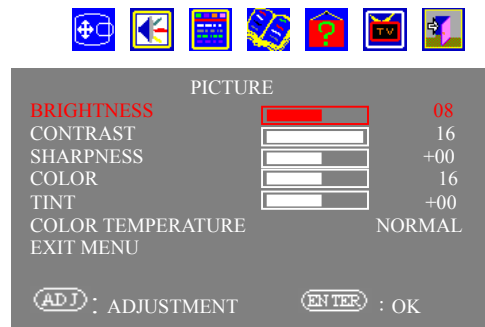 ?
TV
PICTURE
BRIGHTNESS 08
CONTRAST 16
SHARPNESS +00
COLOR 16
TINT +00
COLOR TEMPERATURE NORMAL
EXIT MENU
ADJ : ADJUSTMENT ENTER : OK